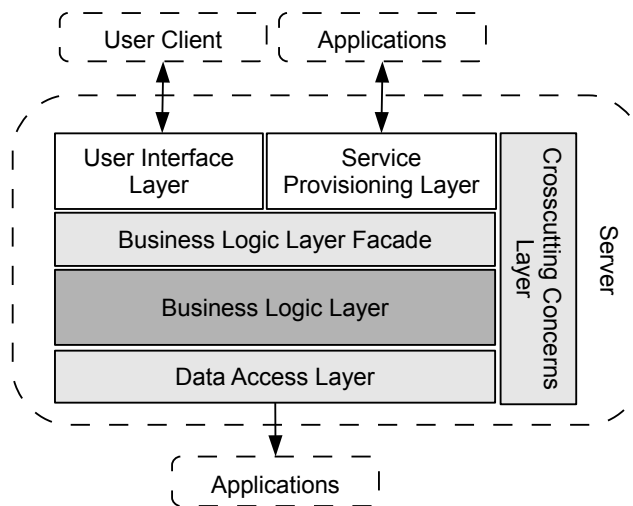 User Client
Applications
User Interface
Layer
Service
Provisioning Layer
Business Logic Layer Facade
Business Logic Layer
Data Access Layer
Crosscutting Concerns
Layer
Server
Applications